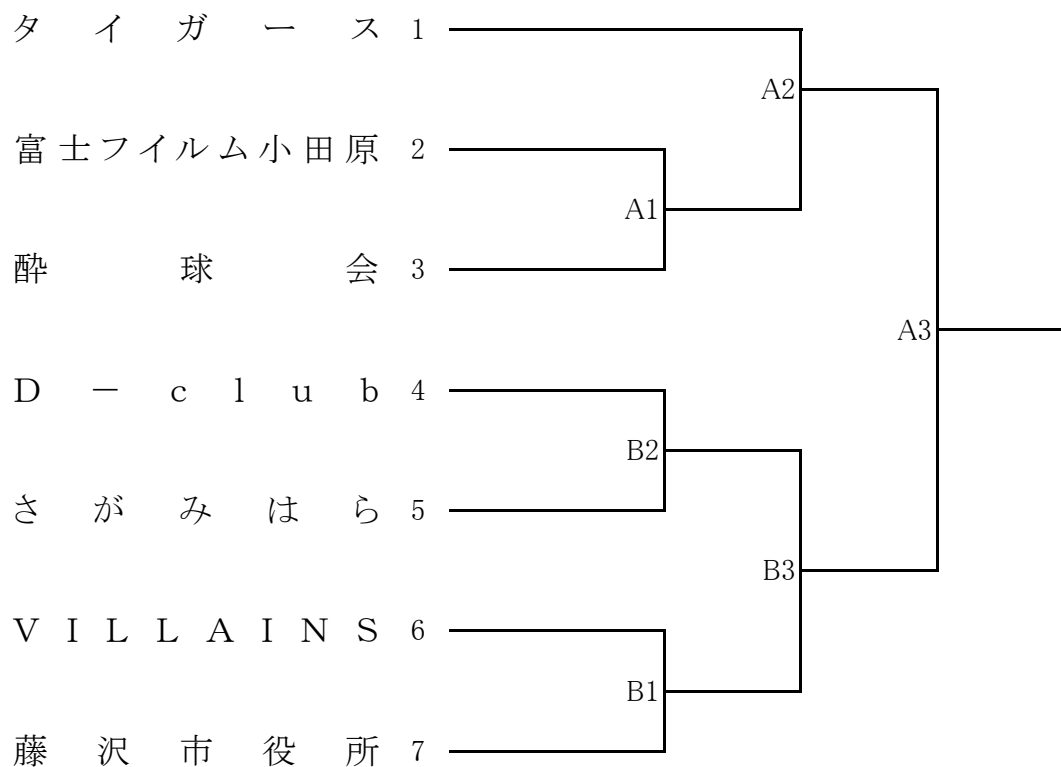 タイガース 1
A2
富士フイルム小田原 2
A1
酔球会 3
A3
D－club 4
B2
さがみはら 5
B3
VILLAINS 6
B1
藤沢市役所 7